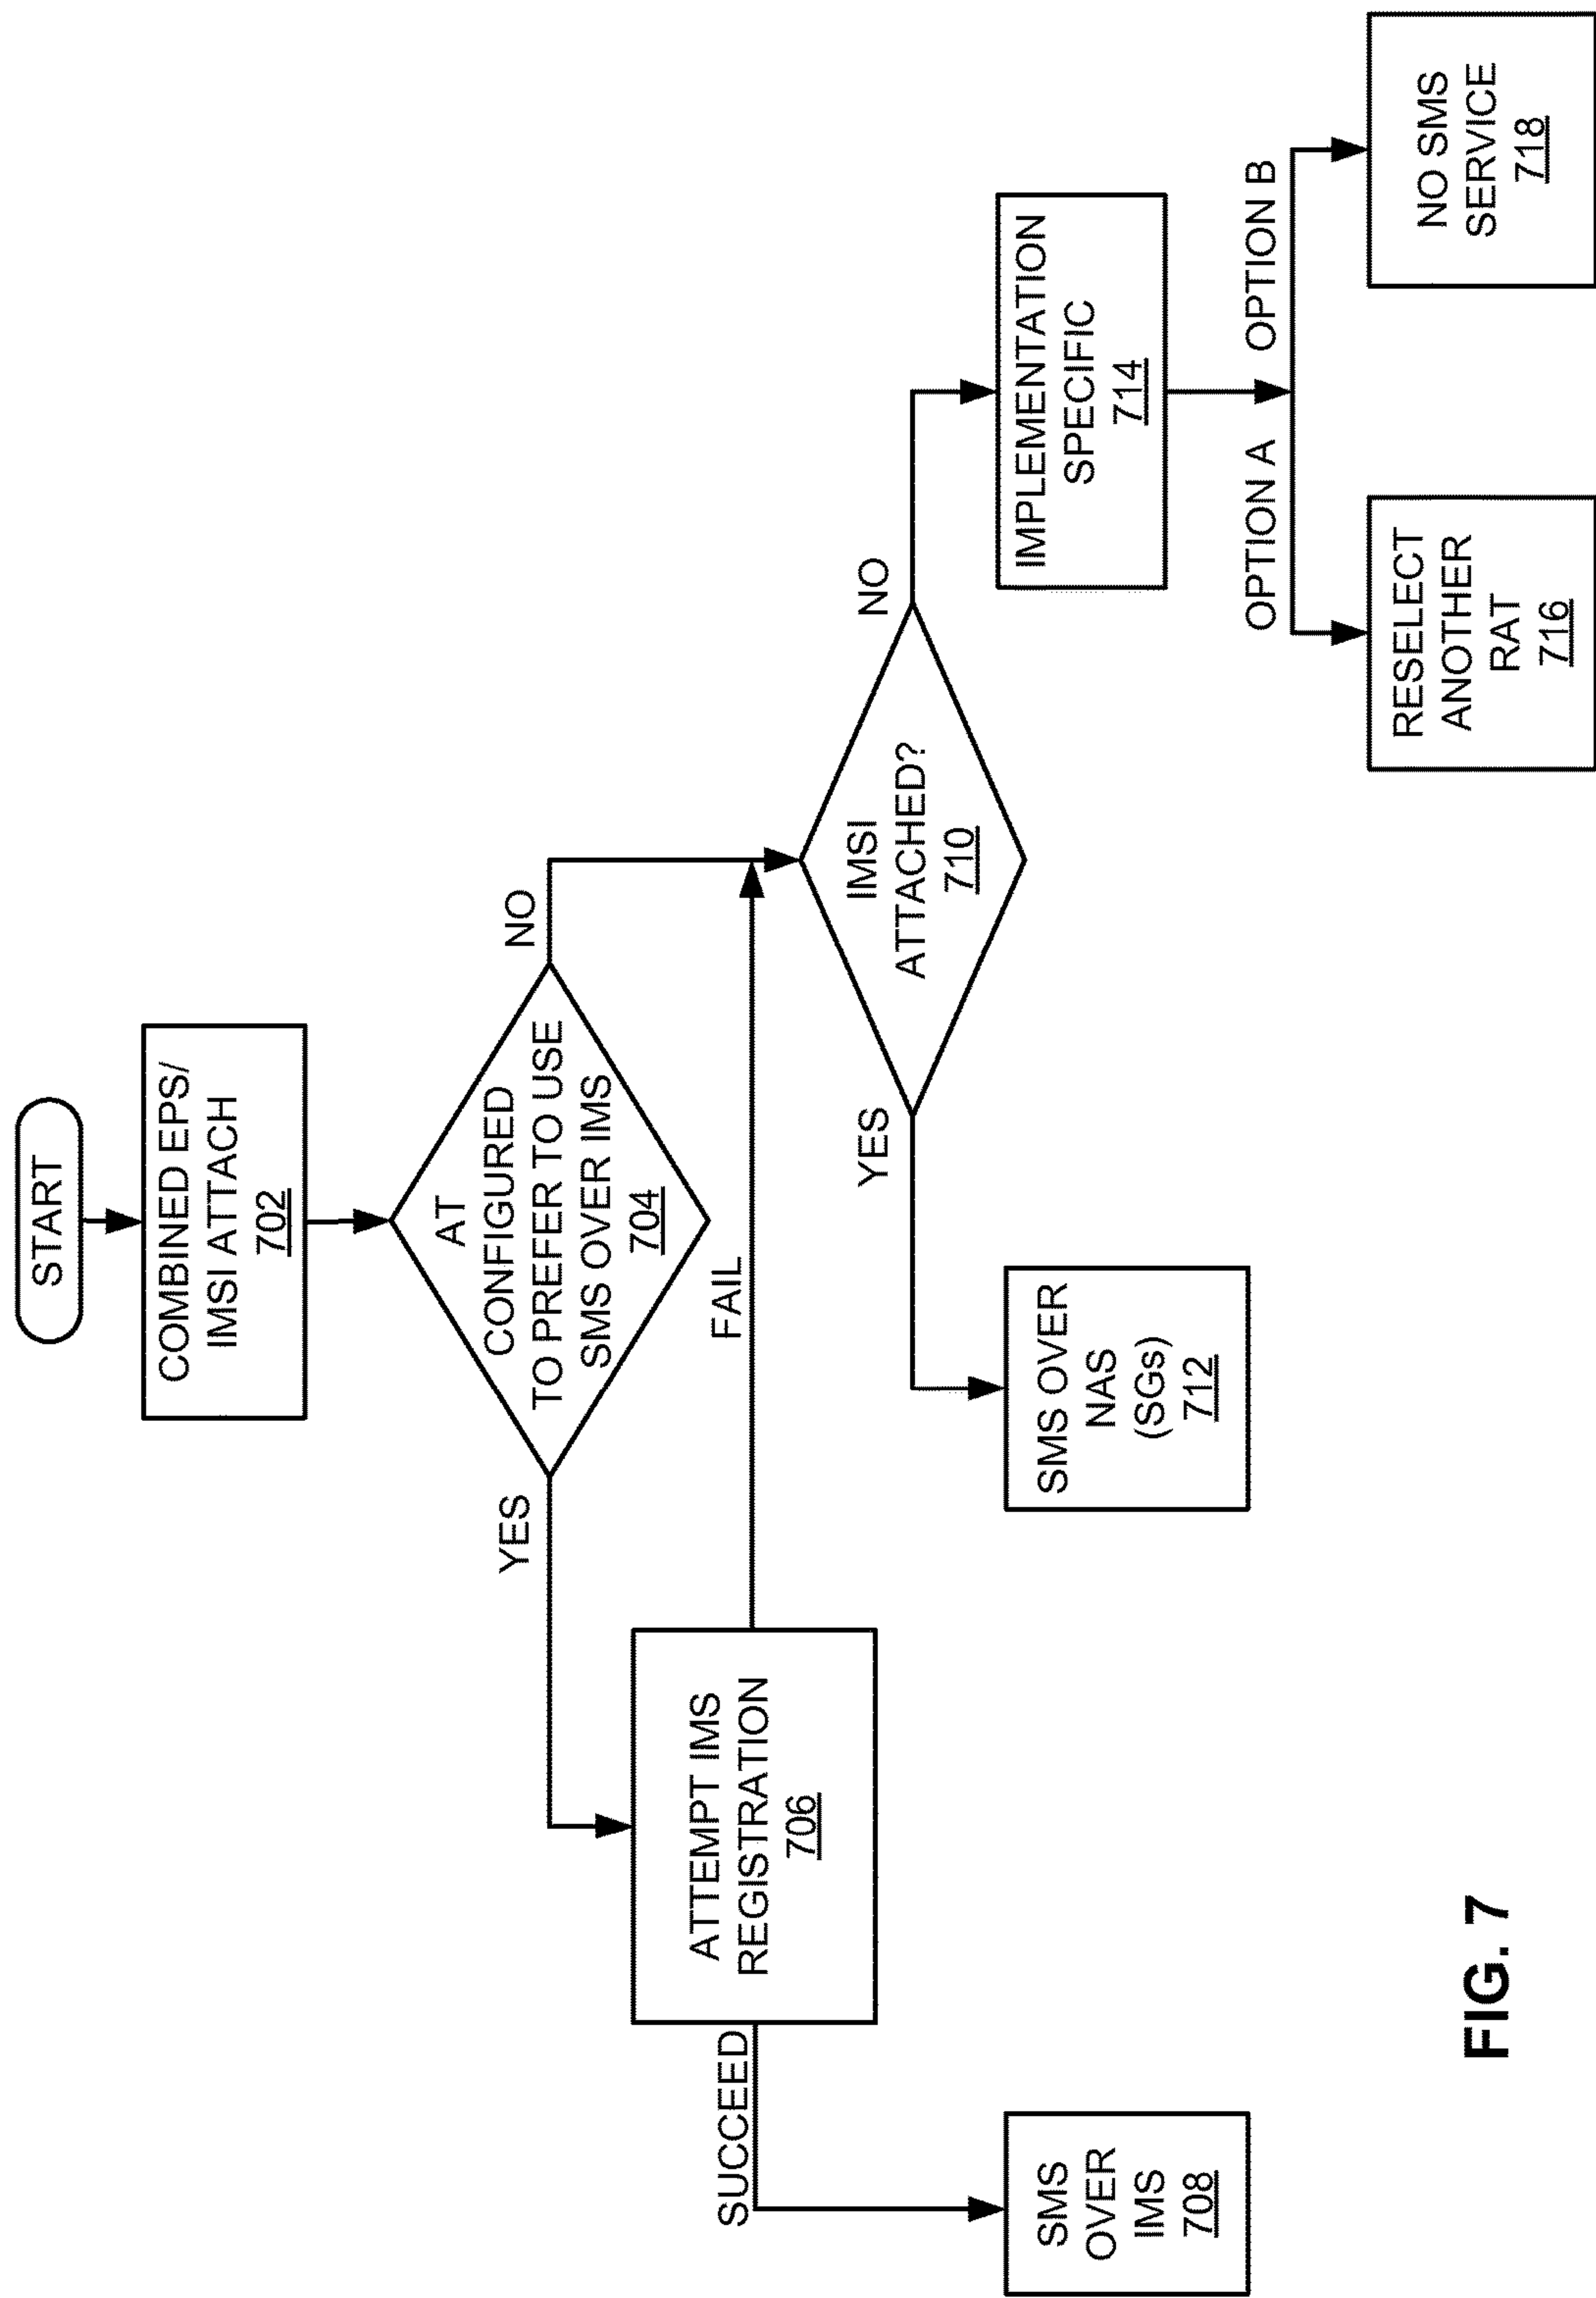 START
COMBINED EPS/
IMSI ATTACH
702
AT
CONFIGURED
TO PREFER TO USE
SMS OVER IMS
704
YES
NO
ATTEMPT IMS
REGISTRATION
706
FAIL
SUCCEED
SMS
OVER
IMS
708
IMSI
ATTACHED?
710
YES
NO
SMS OVER
NAS
(SGs)
712
IMPLEMENTATION
SPECIFIC
714
OPTION A
OPTION B
RESELECT
ANOTHER
RAT
716
NO SMS
SERVICE
718
FIG. 7